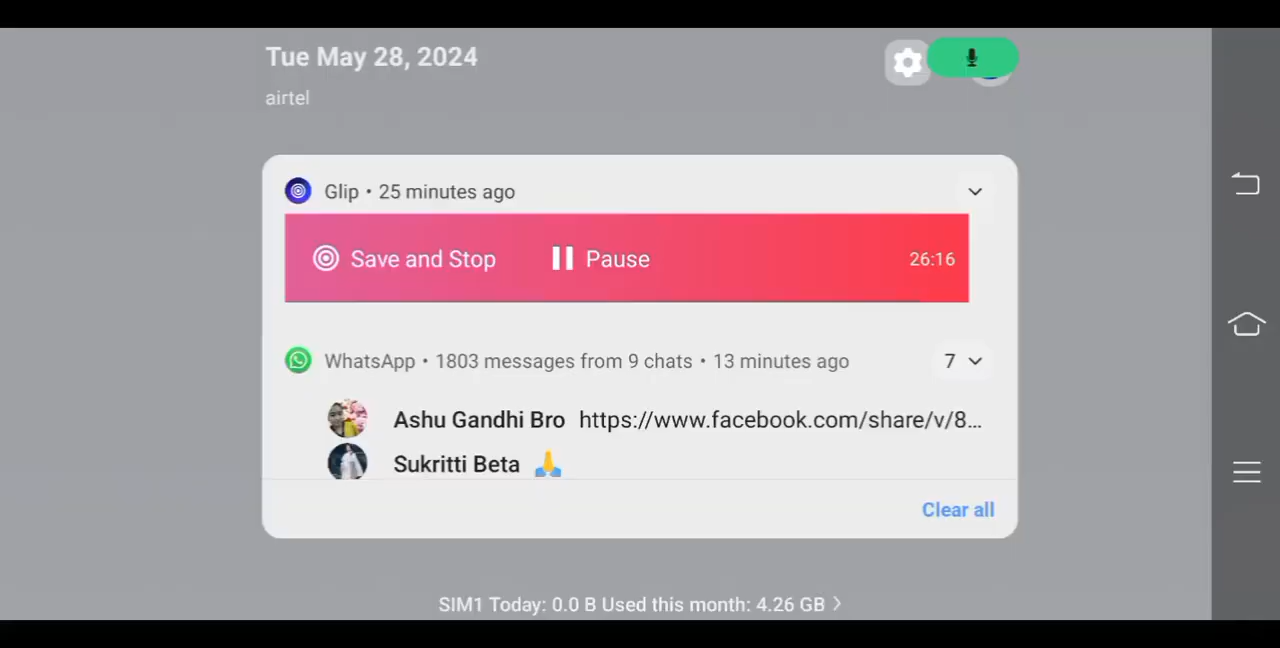 Tue May 28, 2024
airtel
Glip • 25 minutes ago
Save and Stop Pause 26:16
WhatsApp • 1803 messages from 9 chats • 13 minutes ago 7
Ashu Gandhi Bro https://www.facebook.com/share/v/8...
Sukritti Beta 🙏
Clear all
SIM1 Today: 0.0 B Used this month: 4.26 GB >